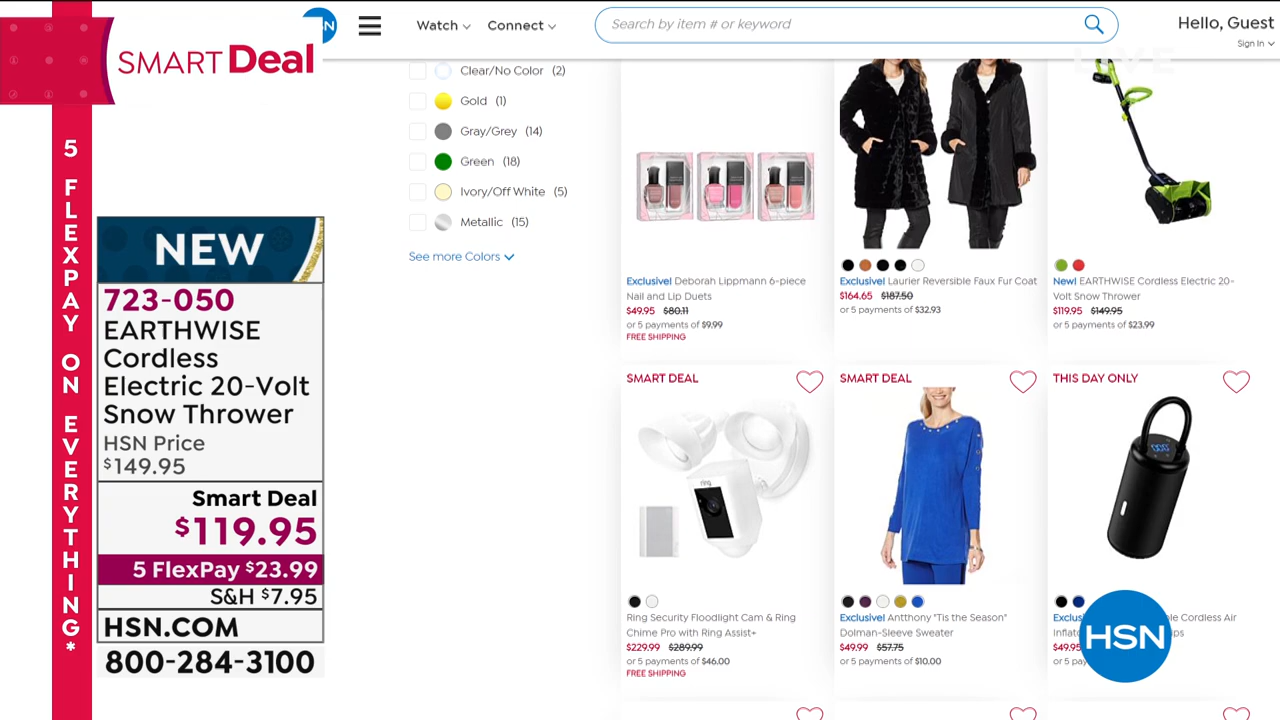 SMART Deal
5 FLEXPAY ON EVERYTHING*
NEW
723-050
EARTHWISE
Cordless
Electric 20-Volt
Snow Thrower
HSN Price
$149.95
Smart Deal
$119.95
5 FlexPay $23.99
S&H $7.95
HSN.COM
800-284-3100
N
Watch
Connect
Search by item # or keyword
Hello, Guest
Sign In
LIVE
Clear/No Color (2)
Gold (1)
Gray/Grey (14)
Green (18)
Ivory/Off White (5)
Metallic (15)
See more Colors
Exclusive! Deborah Lippmann 6-piece
Nail and Lip Duets
$49.95 $80.11
or 5 payments of $9.99
FREE SHIPPING
Exclusive! Laurier Reversible Faux Fur Coat
$164.65 $187.50
or 5 payments of $32.93
New! EARTHWISE Cordless Electric 20-
Volt Snow Thrower
$119.95 $149.95
or 5 payments of $23.99
SMART DEAL
ring
Ring Security Floodlight Cam & Ring
Chime Pro with Ring Assist+
$229.99 $289.99
or 5 payments of $46.00
FREE SHIPPING
SMART DEAL
Exclusive! Antthony "Tis the Season"
Dolman-Sleeve Sweater
$49.99 $57.75
or 5 payments of $10.00
THIS DAY ONLY
Cordless Air
$49.95
HSN